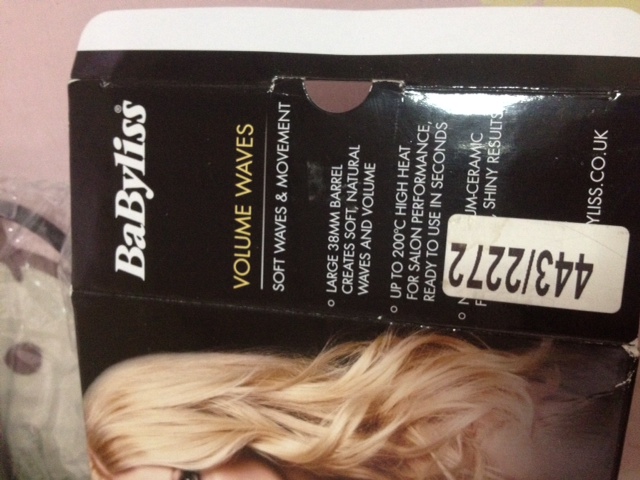 BaByliss®
VOLUME WAVES
SOFT WAVES & MOVEMENT
LARGE 38MM BARREL
CREATES SOFT, NATURAL
WAVES AND VOLUME
UP TO 200°C HIGH HEAT
FOR SALON PERFORMANCE,
READY TO USE IN SECONDS
UM-CERAMIC
SHINY RESULTS
YLISS.CO.UK
443/2272